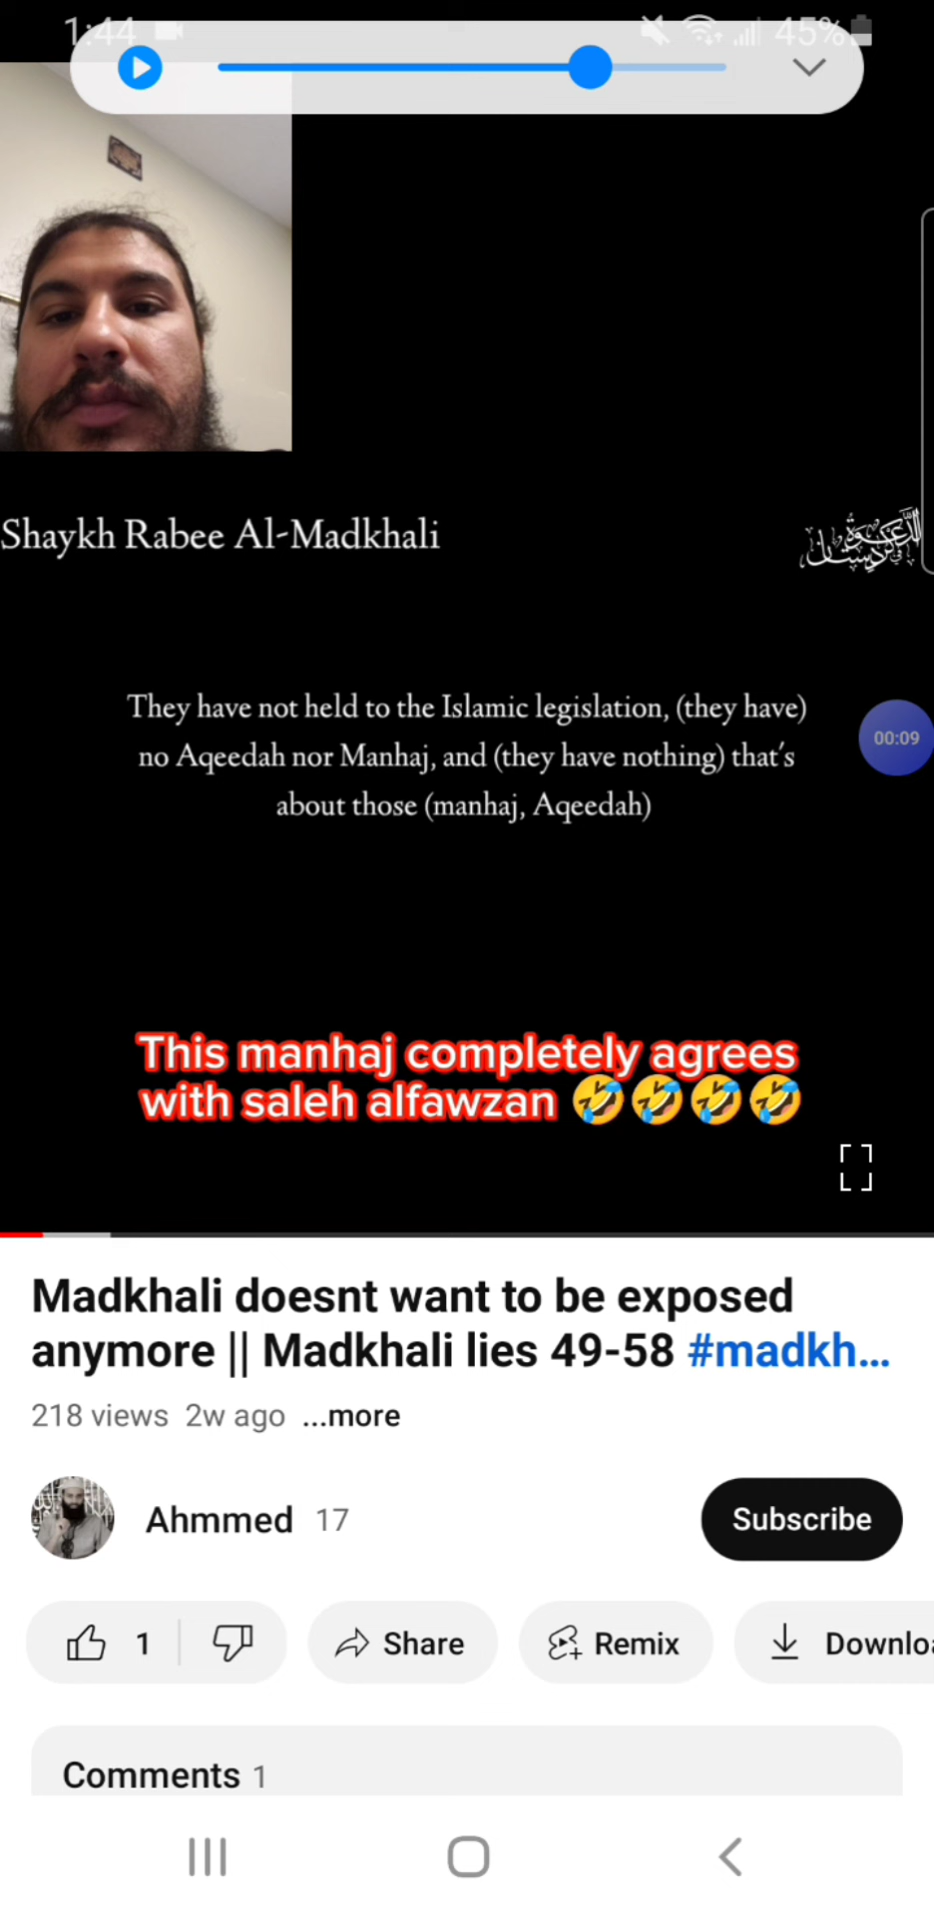 1:44 45%
Shaykh Rabee Al-Madkhali
الدعوة
في كردستان
They have not held to the Islamic legislation, (they have)
no Aqeedah nor Manhaj, and (they have nothing) that's
about those (manhaj, Aqeedah)
00:09
This manhaj completely agrees
with saleh alfawzan 🤣🤣🤣🤣
Madkhali doesnt want to be exposed
anymore || Madkhali lies 49-58 #madkh...
218 views 2w ago ...more
Ahmmed 17
Subscribe
1 Share Remix Downloa
Comments 1